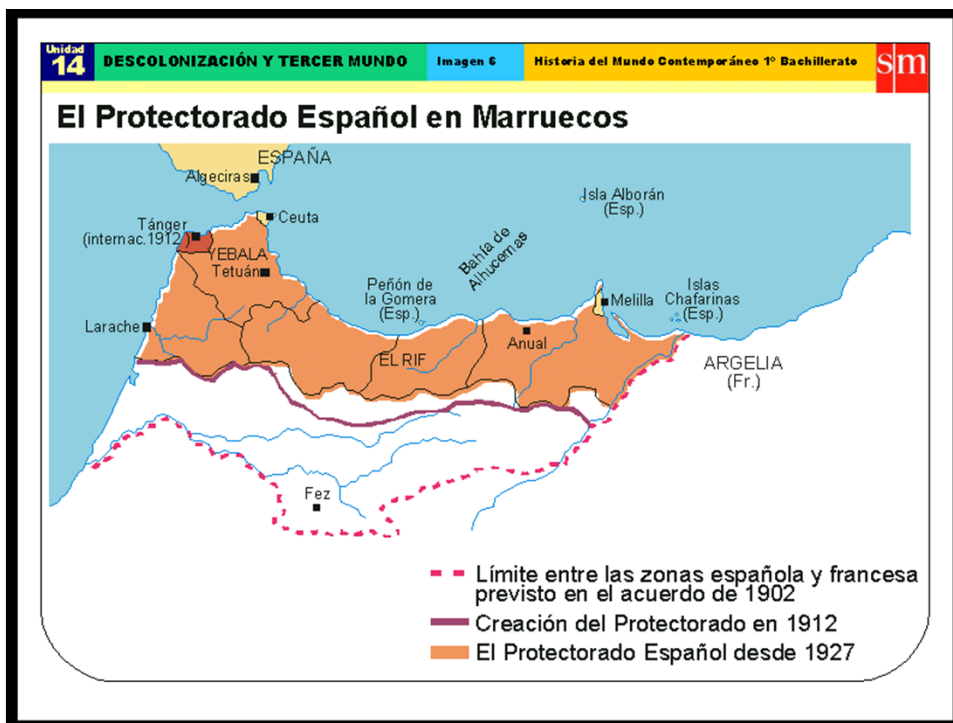 Unidad
14
DESCOLONIZACIÓN Y TERCER MUNDO
Imagen 6
Historia del Mundo Contemporáneo 1º Bachillerato
sm
El Protectorado Español en Marruecos
ESPAÑA
Algeciras
Isla Alborán
(Esp.)
Ceuta
Tánger
(internac.1912 )
YEBALA
Tetuán
Bahía de
Alhucemas
Peñón de
la Gomera
(Esp.)
Melilla
Islas
Chafarinas
(Esp.)
Larache
Anual
EL RIF
ARGELIA
(Fr.)
Fez
Límite entre las zonas española y francesa
previsto en el acuerdo de 1902
Creación del Protectorado en 1912
El Protectorado Español desde 1927